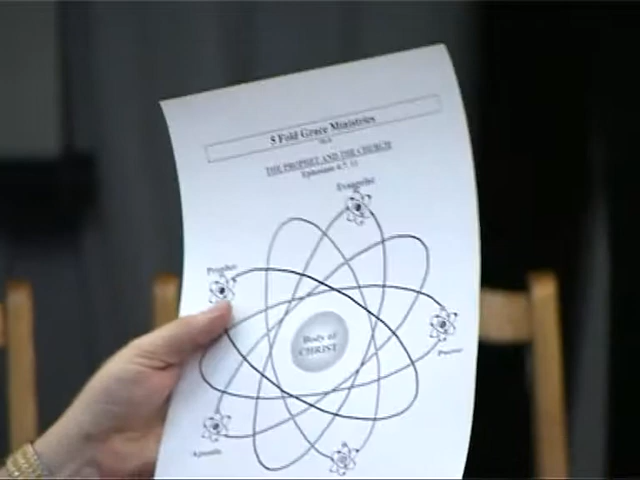 5 Fold Grace Ministries
THE PROPHET AND THE CHURCH
Ephesians 4:7, 11
Evangelist
Prophet
Body of
CHRIST
Pastor
Apostle